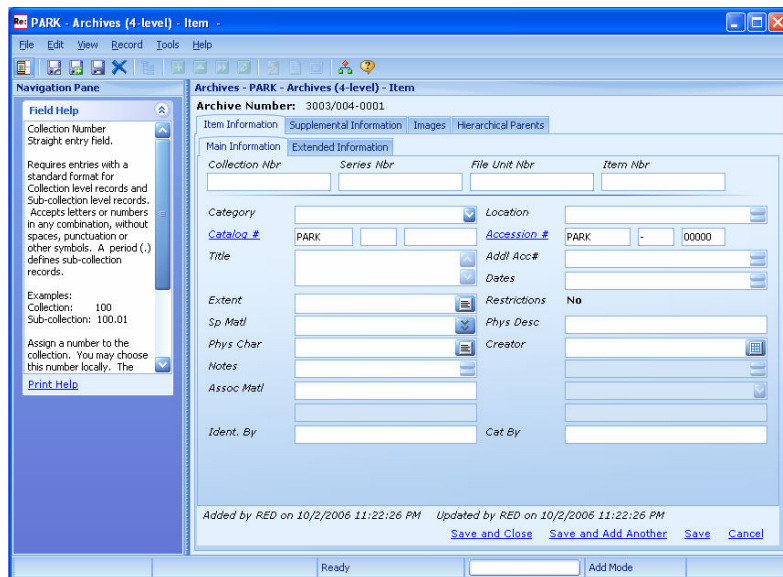 Re: PARK - Archives (4-level) - Item -
File Edit View Record Tools Help
Navigation Pane
Field Help
Collection Number
Straight entry field.
Requires entries with a
standard format for
Collection level records and
Sub-collection level records.
Accepts letters or numbers
in any combination, without
spaces, punctuation or
other symbols. A period (.)
defines sub-collection
records.
Examples:
Collection: 100
Sub-collection: 100.01
Assign a number to the
collection. You may choose
this number locally. The
Print Help
Archives - PARK - Archives (4-level) - Item
Archive Number: 3003/004-0001
Item Information Supplemental Information Images Hierarchical Parents
Main Information Extended Information
Collection Nbr Series Nbr File Unit Nbr Item Nbr
Category Location
Catalog # PARK Accession # PARK - 00000
Title Addl Acc#
Dates
Extent Restrictions No
Sp Matl Phys Desc
Phys Char Creator
Notes
Assoc Matl
Ident. By Cat By
Added by RED on 10/2/2006 11:22:26 PM Updated by RED on 10/2/2006 11:22:26 PM
Save and Close Save and Add Another Save Cancel
Ready Add Mode